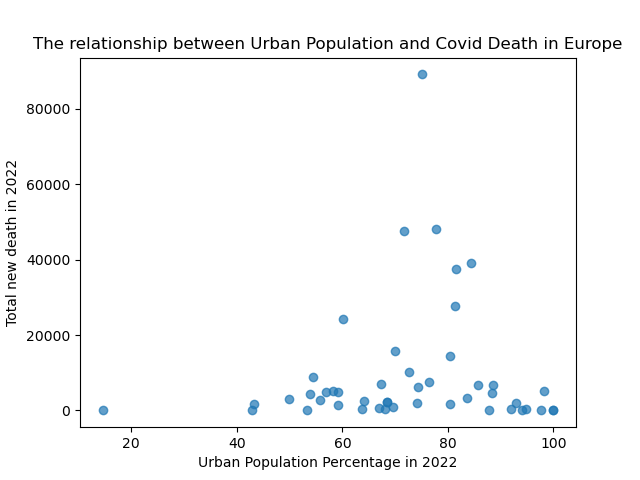 The relationship between Urban Population and Covid Death in Europe
Total new death in 2022
80000
60000
40000
20000
0
20 40 60 80 100
Urban Population Percentage in 2022